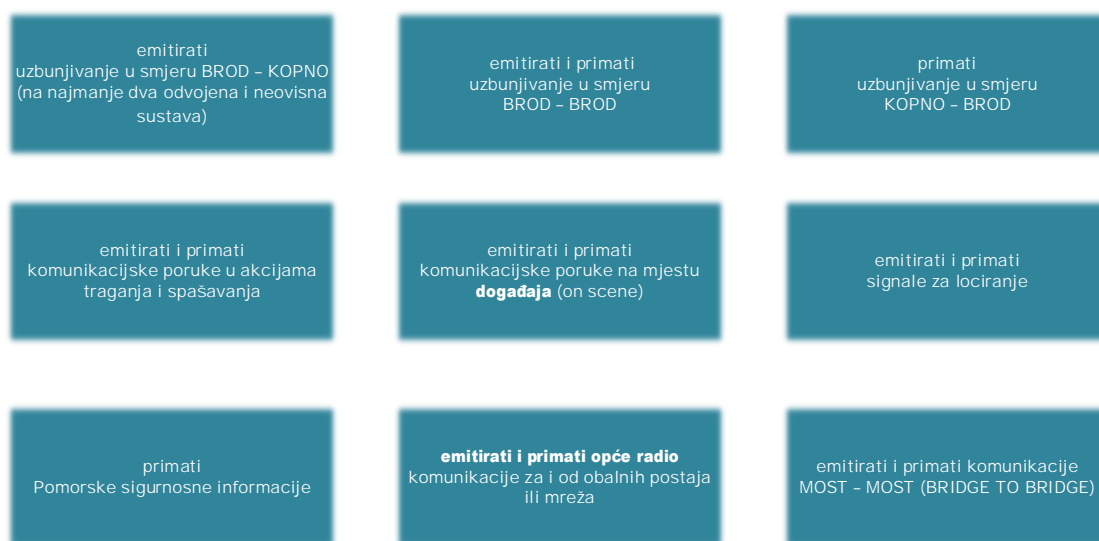 emitirati
uzbunjivanje u smjeru BROD – KOPNO
(na najmanje dva odvojena i neovisna
sustava)
emitirati i primati
uzbunjivanje u smjeru
BROD – BROD
primati
uzbunjivanje u smjeru
KOPNO – BROD
emitirati i primati
komunikacijske poruke u akcijama
traganja i spašavanja
emitirati i primati
komunikacijske poruke na mjestu
događaja (on scene)
emitirati i primati
signale za lociranje
primati
Pomorske sigurnosne informacije
emitirati i primati opće radio
komunikacije za i od obalnih postaja
ili mreža
emitirati i primati komunikacije
MOST – MOST (BRIDGE TO BRIDGE)